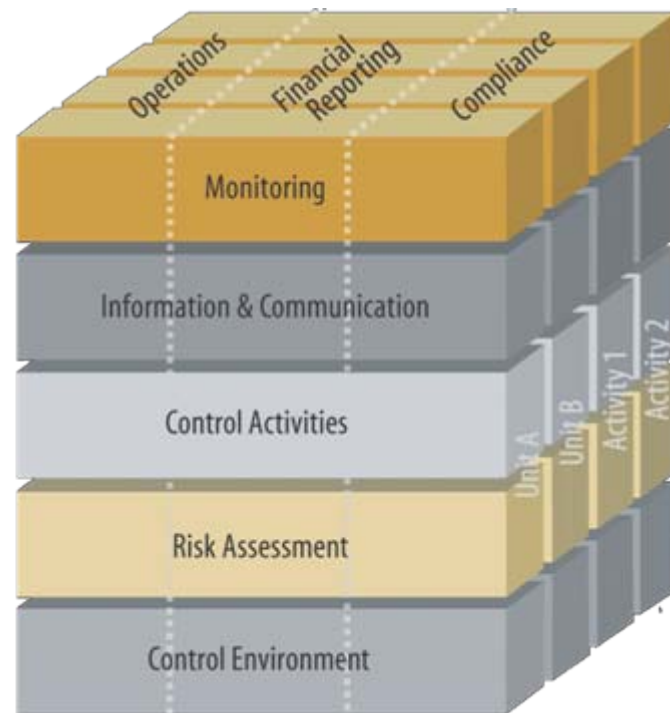 Operations
Financial
Reporting
Compliance
Monitoring
Information & Communication
Control Activities
Risk Assessment
Control Environment
Unit A
Unit B
Activity 1
Activity 2